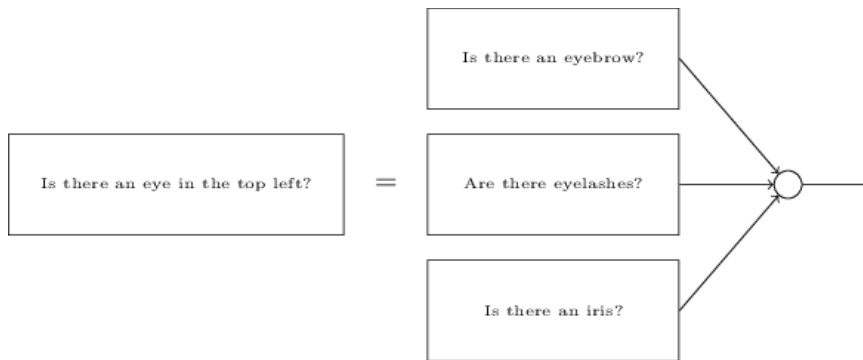 Is there an eyebrow?
Is there an eye in the top left?
=
Are there eyelashes?
Is there an iris?